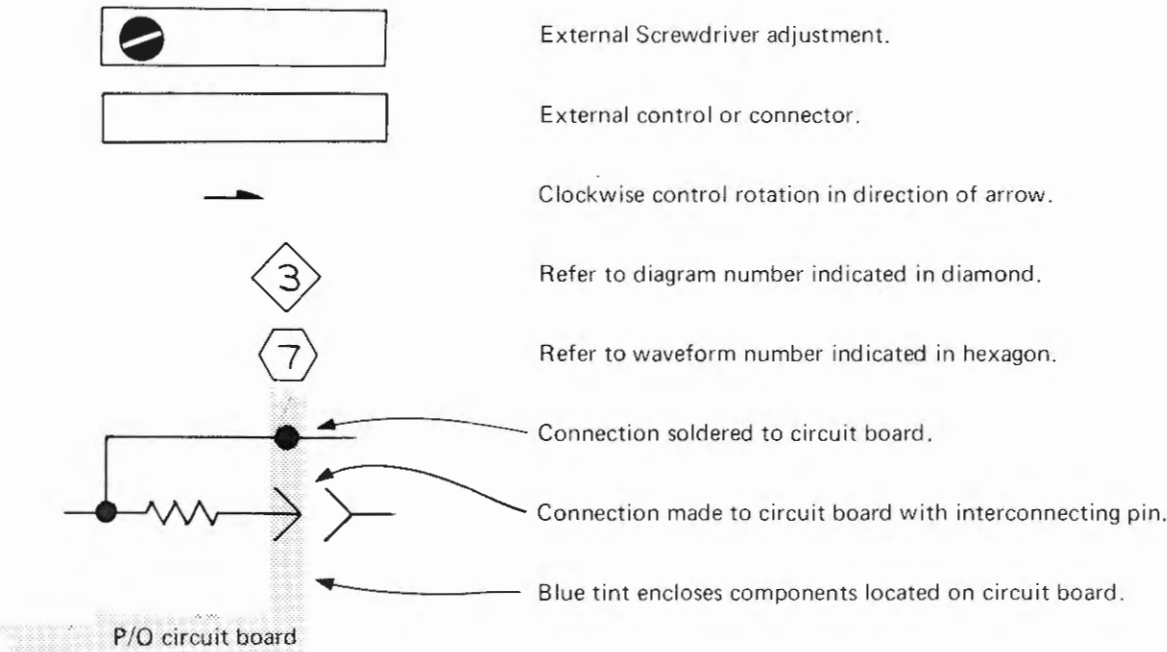 External Screwdriver adjustment.
External control or connector.
Clockwise control rotation in direction of arrow.
3
Refer to diagram number indicated in diamond.
7
Refer to waveform number indicated in hexagon.
Connection soldered to circuit board.
Connection made to circuit board with interconnecting pin.
Blue tint encloses components located on circuit board.
P/O circuit board